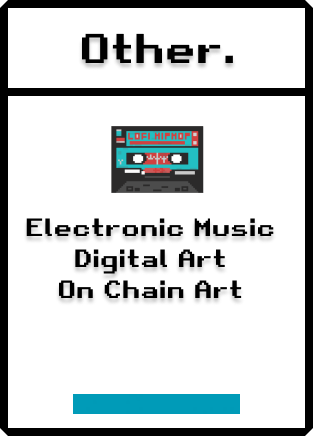 Other.
LOFI HIPHOP
Electronic Music
Digital Art
On Chain Art